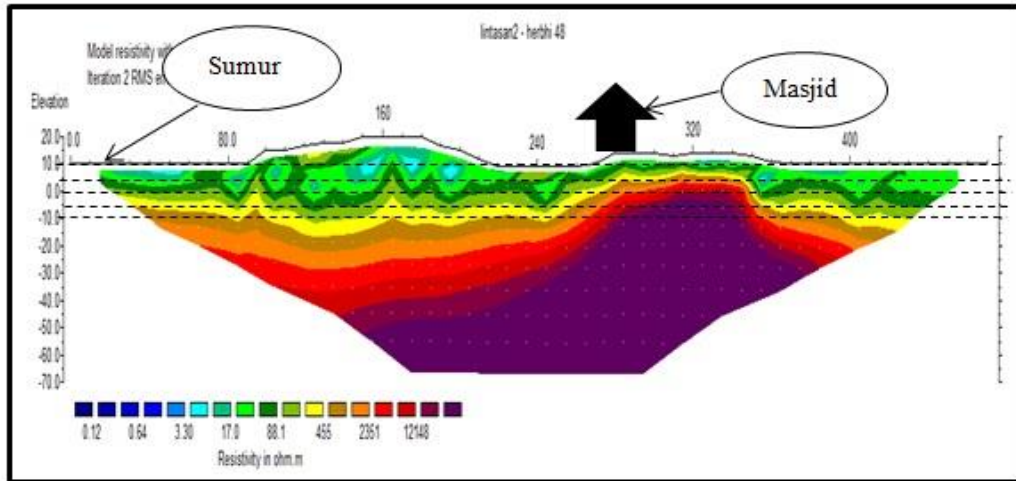 lintasan2 - herbhi 48
Model resistivity with
Iteration 2 RMS
Sumur
Masjid
Elevation
160
20.0 0.0 80.0 240 320 400
10.0
0.0
-10.0
-20.0
-30.0
-40.0
-50.0
-60.0
-70.0
0.12 0.64 3.30 17.0 88.1 455 2351 12148
Resistivity in ohm.m